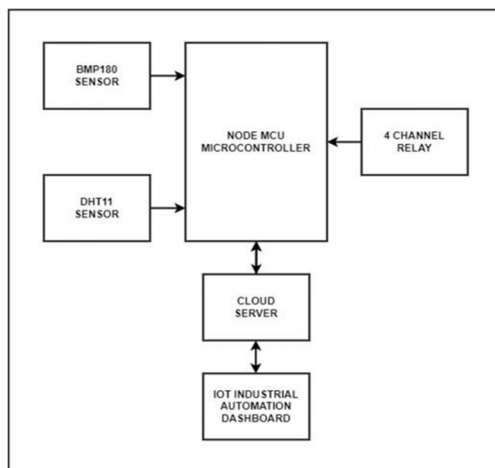 BMP180
SENSOR
NODE MCU
MICROCONTROLLER
4 CHANNEL
RELAY
DHT11
SENSOR
CLOUD
SERVER
IOT INDUSTRIAL
AUTOMATION
DASHBOARD